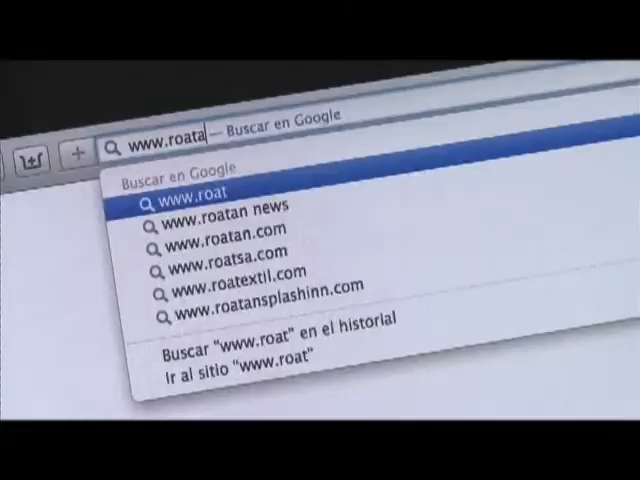 www.roata — Buscar en Google
Buscar en Google
www.roat
www.roatan news
www.roatan.com
www.roatsa.com
www.roatextil.com
www.roatansplashinn.com
Buscar "www.roat" en el historial
Ir al sitio "www.roat"